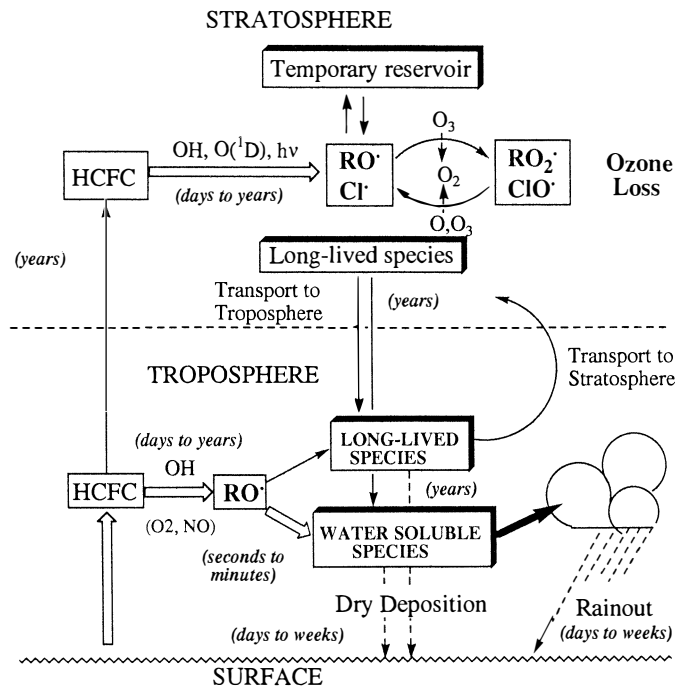 STRATOSPHERE
Temporary reservoir
O3
OH, O(¹D), hν
HCFC
(days to years)
RO·
Cl·
O2
RO2·
ClO·
Ozone
Loss
O,O3
(years)
Long-lived species
Transport to
Troposphere
(years)
TROPOSPHERE
Transport to
Stratosphere
(days to years)
OH
HCFC
RO·
(O2, NO)
LONG-LIVED
SPECIES
(years)
(seconds to
minutes)
WATER SOLUBLE
SPECIES
Dry Deposition
(days to weeks)
Rainout
(days to weeks)
SURFACE